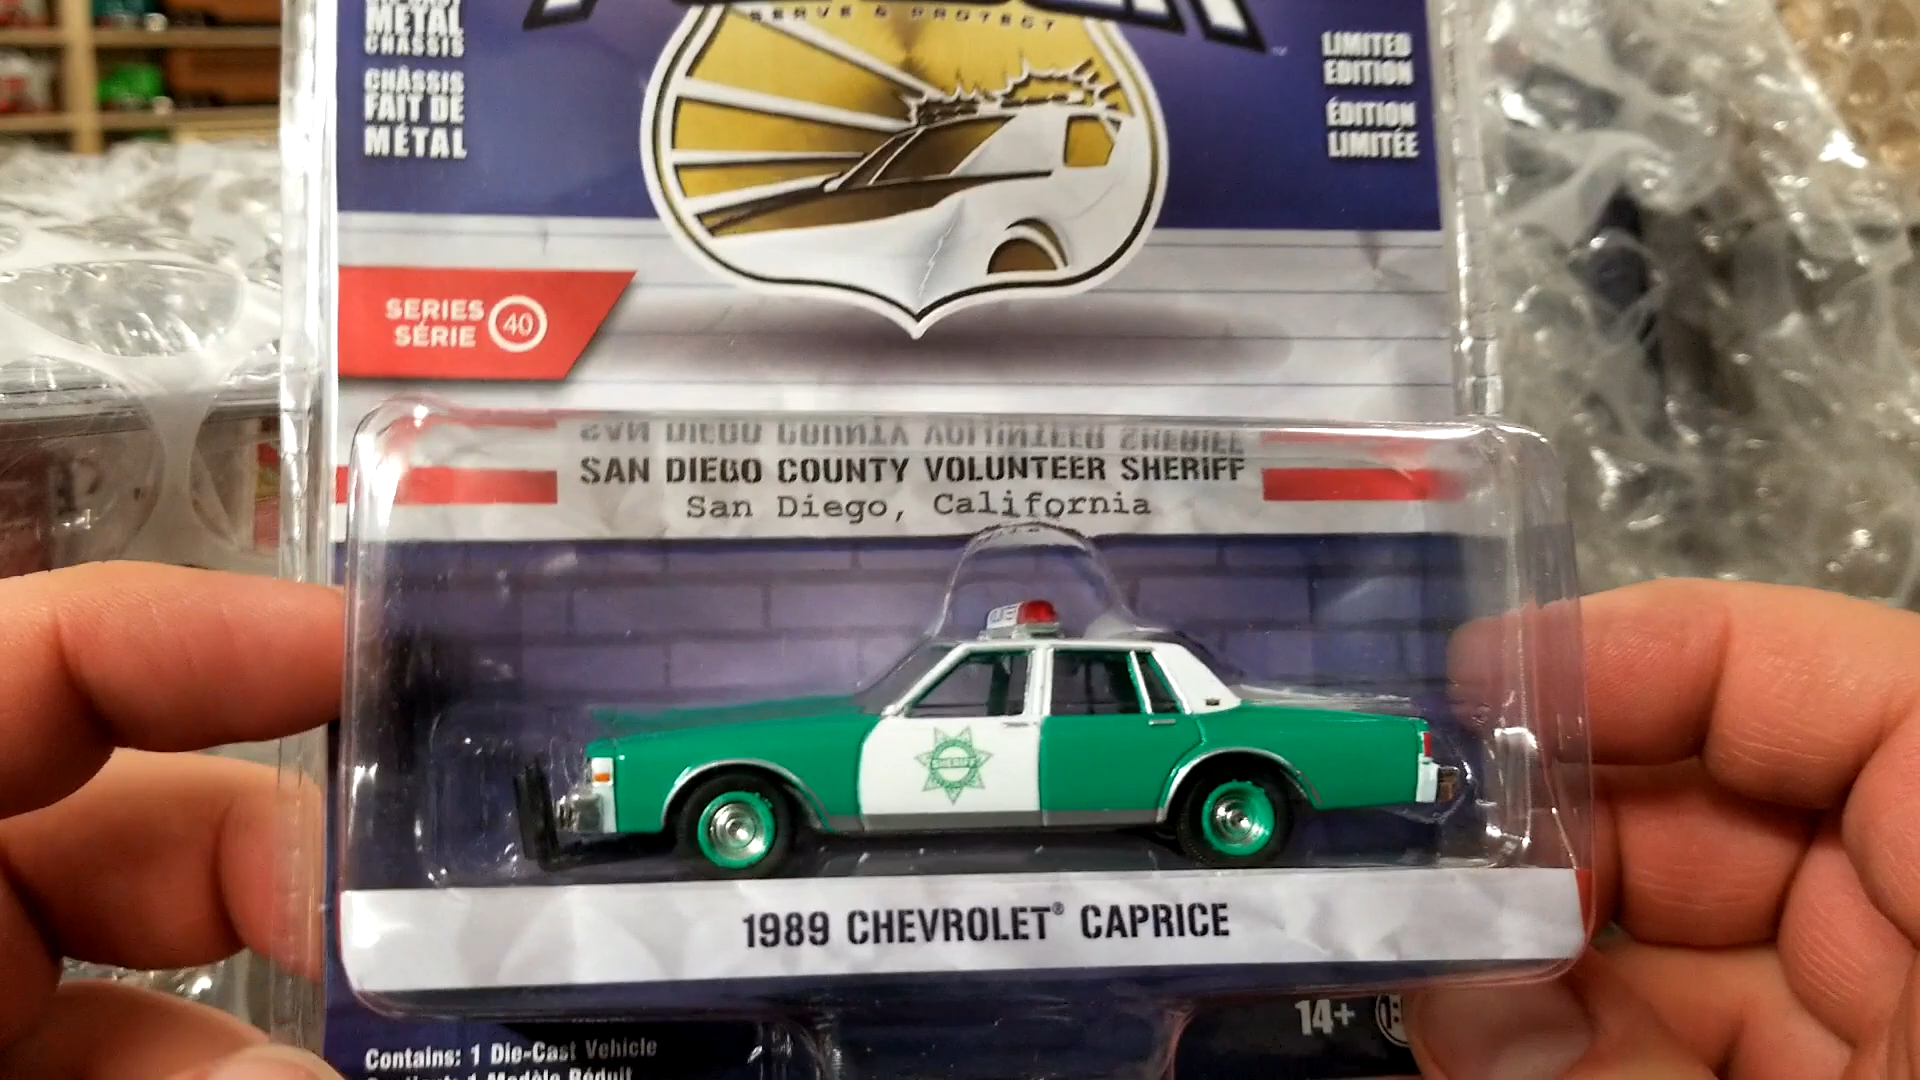 METAL
CHASSIS
CHÂSSIS
FAIT DE
MÉTAL
SERVE & PROTECT
LIMITED
EDITION
ÉDITION
LIMITÉE
SERIES
SÉRIE
40
SAN DIEGO COUNTY VOLUNTEER SHERIFF
San Diego, California
SHERIFF
1989 CHEVROLET® CAPRICE
14+
Contains: 1 Die-Cast Vehicle